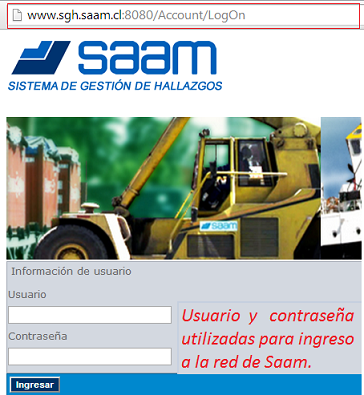 www.sgh.saam.cl:8080/Account/LogOn
saam
SISTEMA DE GESTIÓN DE HALLAZGOS
saam
Información de usuario
Usuario
Contraseña
Usuario y contraseña
utilizadas para ingreso
a la red de Saam.
Ingresar